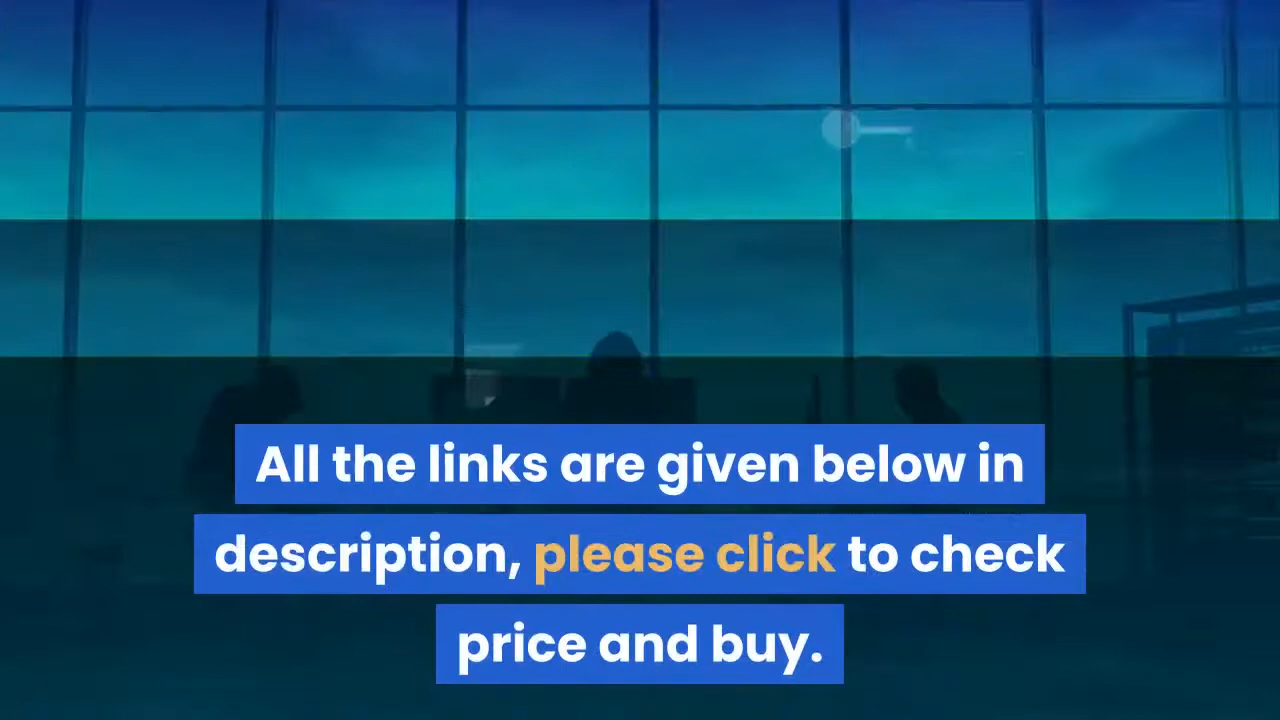 All the links are given below in
description, please click to check
price and buy.